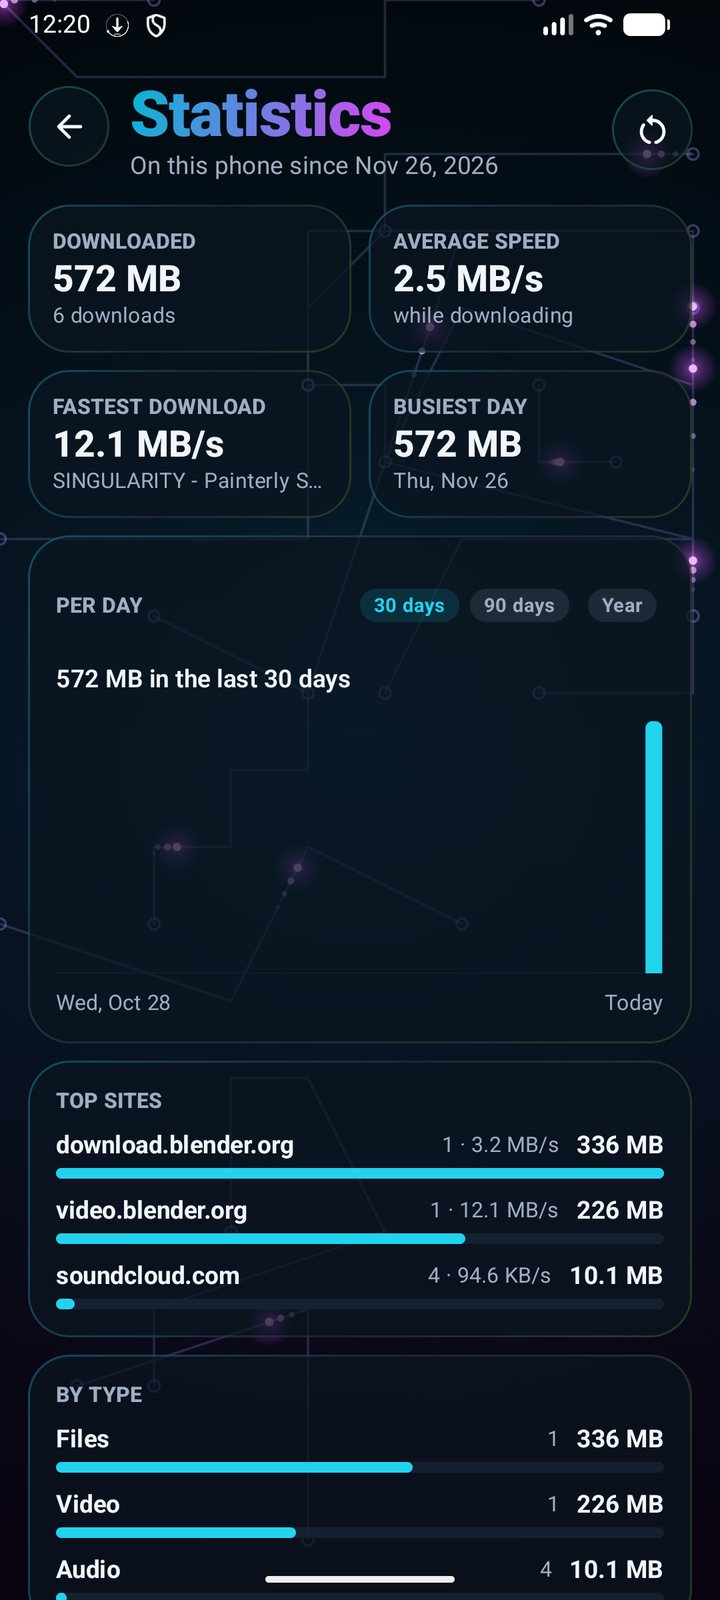 12:20
Statistics
On this phone since Nov 26, 2026
DOWNLOADED
572 MB
6 downloads
AVERAGE SPEED
2.5 MB/s
while downloading
FASTEST DOWNLOAD
12.1 MB/s
SINGULARITY - Painterly S...
BUSIEST DAY
572 MB
Thu, Nov 26
PER DAY
30 days
90 days
Year
572 MB in the last 30 days
Wed, Oct 28
Today
TOP SITES
download.blender.org 1 · 3.2 MB/s 336 MB
video.blender.org 1 · 12.1 MB/s 226 MB
soundcloud.com 4 · 94.6 KB/s 10.1 MB
BY TYPE
Files 1 336 MB
Video 1 226 MB
Audio 4 10.1 MB